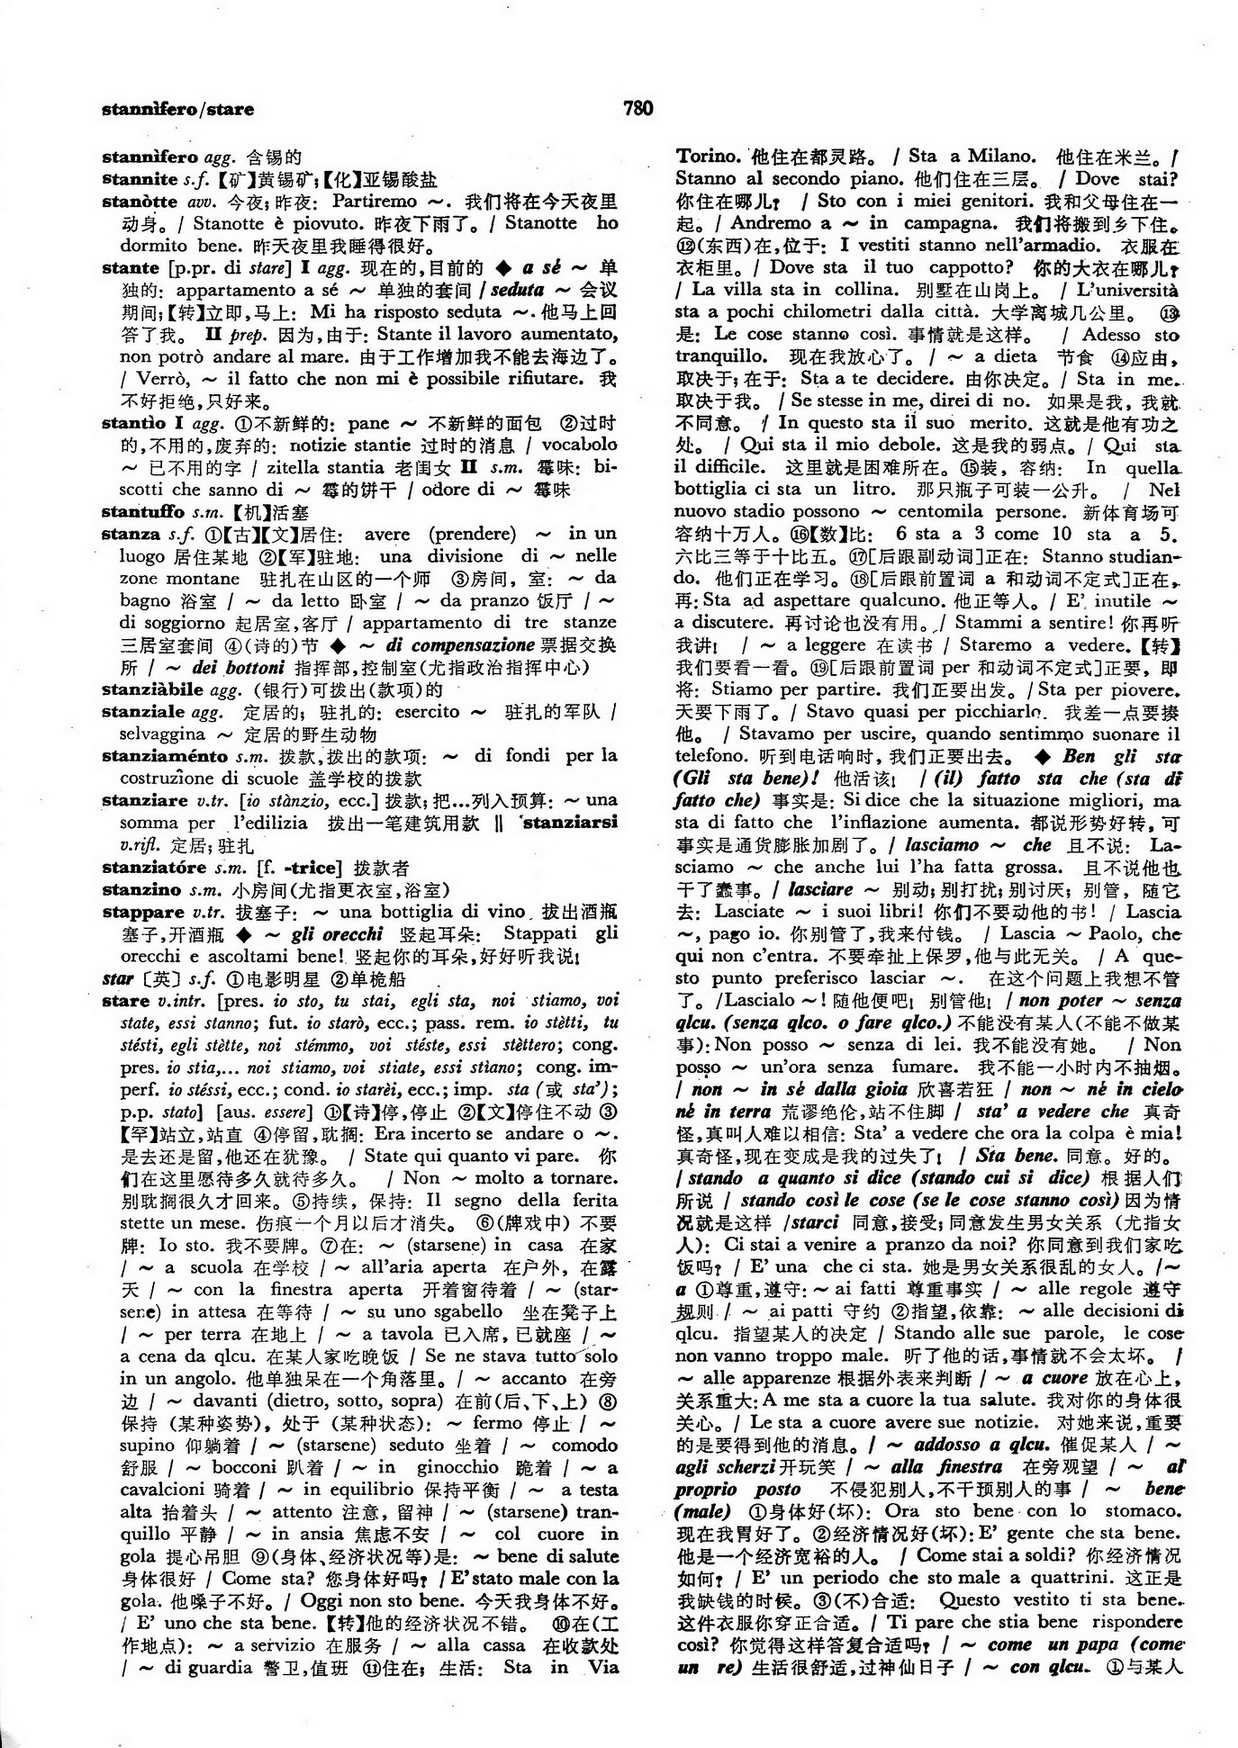 stannìfero/stare
780
stannìfero agg. 含锡的
stannite s.f. 【矿】黄锡矿;【化】亚锡酸盐
stanòtte avv. 今夜; 昨夜: Partiremo ～. 我们将在今天夜里
动身。/ Stanotte è piovuto. 昨夜下雨了。/ Stanotte ho
dormito bene. 昨天夜里我睡得很好。
stante [p.pr. di stare] I agg. 现在的,目前的 ◆ a sé ～ 单
独的: appartamento a sé ～ 单独的套间 / seduta ～ 会议
期间;【转】立即,马上: Mi ha risposto seduta ～.他马上回
答了我。 II prep. 因为,由于: Stante il lavoro aumentato,
non potrò andare al mare. 由于工作增加我不能去海边了。
/ Verrò, ～ il fatto che non mi è possibile rifiutare. 我
不好拒绝,只好来。
stantìo I agg. ①不新鲜的: pane ～ 不新鲜的面包 ②过时
的,不用的,废弃的: notizie stantie 过时的消息 / vocabolo
～ 已不用的字 / zitella stantia 老闺女 II s.m. 霉味: bi-
scotti che sanno di ～ 霉的饼干 / odore di ～ 霉味
stantuffo s.m. 【机】活塞
stanza s.f. ①【古】【文】居住: avere (prendere) ～ in un
luogo 居住某地 ②【军】驻地: una divisione di ～ nelle
zone montane 驻扎在山区的一个师 ③房间, 室: ～ da
bagno 浴室 / ～ da letto 卧室 / ～ da pranzo 饭厅 / ～
di soggiorno 起居室,客厅 / appartamento di tre stanze
三居室套间 ④(诗的)节 ◆ ～ di compensazione 票据交换
所 / ～ dei bottoni 指挥部,控制室(尤指政治指挥中心)
stanziàbile agg. (银行)可拨出(款项)的
stanziale agg. 定居的; 驻扎的: esercito ～ 驻扎的军队 /
selvaggina ～ 定居的野生动物
stanziaménto s.m. 拨款,拨出的款项: ～ di fondi per la
costruzione di scuole 盖学校的拨款
stanziare v.tr. [io stànzio, ecc.] 拨款; 把…列入预算: ～ una
somma per l'edilizia 拨出一笔建筑用款 ‖ stanziarsi
v.rifl. 定居; 驻扎
stanziatóre s.m. [f. -trice] 拨款者
stanzino s.m. 小房间(尤指更衣室,浴室)
stappare v.tr. 拔塞子: ～ una bottiglia di vino 拔出酒瓶
塞子,开酒瓶 ◆ ～ gli orecchi 竖起耳朵: Stappati gli
orecchi e ascoltami bene! 竖起你的耳朵,好好听我说!
star [英] s.f. ①电影明星 ②单桅船
stare v.intr. [pres. io sto, tu stai, egli sta, noi stiamo, voi
state, essi stanno; fut. io starò, ecc.; pass. rem. io stètti, tu
stésti, egli stètte, noi stémmo, voi stéste, essi stèttero; cong.
pres. io stia,... noi stiamo, voi stiate, essi stìano; cong. im-
perf. io stéssi, ecc.; cond. io starèi, ecc.; imp. sta (或 sta');
p.p. stato] [aus. essere] ①【诗】停,停止 ②【文】停住不动 ③
【罕】站立,站直 ④停留,耽搁: Era incerto se andare o ～.
是去还是留,他还在犹豫。 / State qui quanto vi pare. 你
们在这里愿待多久就待多久。 / Non ～ molto a tornare.
别耽搁很久才回来。⑤持续, 保持: Il segno della ferita
stette un mese. 伤痕一个月以后才消失。 ⑥(牌戏中) 不要
牌: Io sto. 我不要牌。⑦在: ～ (starsene) in casa 在家
/ ～ a scuola 在学校 / ～ all'aria aperta 在户外, 在露
天 / ～ con la finestra aperta 开着窗待着 / ～ (star-
sene) in attesa 在等待 / ～ su uno sgabello 坐在凳子上
/ ～ per terra 在地上 / ～ a tavola 已入席,已就座 / ～
a cena da qlcu. 在某人家吃晚饭 / Se ne stava tutto solo
in un angolo. 他单独呆在一个角落里。/ ～ accanto 在旁
边 / ～ davanti (dietro, sotto, sopra) 在前(后、下、上) ⑧
保持 (某种姿势), 处于 (某种状态): ～ fermo 停止 / ～
supino 仰躺着 / ～ (starsene) seduto 坐着 / ～ comodo
舒服 / ～ bocconi 趴着 / ～ in ginocchio 跪着 / ～ a
cavalcioni 骑着 / ～ in equilibrio 保持平衡 / ～ a testa
alta 抬着头 / ～ attento 注意, 留神 / ～ (starsene) tran-
quillo 平静 / ～ in ansia 焦虑不安 / ～ col cuore in
gola 提心吊胆 ⑨(身体、经济状况等)是: ～ bene di salute
身体很好 / Come sta? 您身体好吗? / E' stato male con la
gola. 他嗓子不好。/ Oggi non sto bene. 今天我身体不好。
/ E' uno che sta bene. 【转】他的经济状况不错。 ⑩在(工
作地点): ～ a servizio 在服务 / ～ alla cassa 在收款处
/ ～ di guardia 警卫,值班 ⑪住在; 生活: Sta in Via
Torino. 他住在都灵路。 / Sta a Milano. 他住在米兰。/
Stanno al secondo piano. 他们住在三层。 / Dove stai?
你住在哪儿? / Sto con i miei genitori. 我和父母住在一
起。/ Andremo a ～ in campagna. 我们将搬到乡下住。
⑫(东西)在,位于: I vestiti stanno nell'armadio. 衣服在
衣柜里。/ Dove sta il tuo cappotto? 你的大衣在哪儿?
/ La villa sta in collina. 别墅在山岗上。 / L'università
sta a pochi chilometri dalla città. 大学离城几公里。 ⑬
是: Le cose stanno così. 事情就是这样。 / Adesso sto
tranquillo. 现在我放心了。/ ～ a dieta 节食 ⑭应由,
取决于; 在于: Sta a te decidere. 由你决定。/ Sta in me.
取决于我。/ Se stesse in me, direi di no. 如果是我, 我就
不同意。 / In questo sta il suo merito. 这就是他有功之
处。 / Qui sta il mio debole. 这是我的弱点。/ Qui sta
il difficile. 这里就是困难所在。⑮装, 容纳: In quella
bottiglia ci sta un litro. 那只瓶子可装一公升。 / Nel
nuovo stadio possono ～ centomila persone. 新体育场可
容纳十万人。⑯【数】比: 6 sta a 3 come 10 sta a 5.
六比三等于十比五。⑰[后跟副动词]正在: Stanno studian-
do. 他们正在学习。⑱[后跟前置词 a 和动词不定式]正在,
再: Sta ad aspettare qualcuno. 他正等人。/ E' inutile ～
a discutere. 再讨论也没有用。/ Stammi a sentire! 你再听
我讲! / ～ a leggere 在读书 / Staremo a vedere. 【转】
我们要看一看。⑲[后跟前置词 per 和动词不定式]正要, 即
将: Stiamo per partire. 我们正要出发。/ Sta per piovere.
天要下雨了。/ Stavo quasi per picchiarlo. 我差一点要揍
他。 / Stavamo per uscire, quando sentimmo suonare il
telefono. 听到电话响时, 我们正要出去。 ◆ Ben gli sta
(Gli sta bene)! 他活该! / (il) fatto sta che (sta di
fatto che) 事实是: Si dice che la situazione migliori, ma
sta di fatto che l'inflazione aumenta. 都说形势好转, 可
事实是通货膨胀加剧了。/ lasciamo ～ che 且不说: La-
sciamo ～ che anche lui l'ha fatta grossa. 且不说他也
干了蠢事。/ lasciare ～ 别动; 别打扰; 别讨厌; 别管, 随它
去: Lasciate ～ i suoi libri! 你们不要动他的书! / Lascia
～, pago io. 你别管了,我来付钱。 / Lascia ～ Paolo, che
qui non c'entra. 不要牵扯上保罗,他与此无关。 / A que-
sto punto preferisco lasciar ～. 在这个问题上我想不管
了。/Lascialo ～! 随他便吧! 别管他! / non poter ～ senza
qlcu. (senza qlco. o fare qlco.) 不能没有某人(不能不做某
事): Non posso ～ senza di lei. 我不能没有她。 / Non
posso ～ un'ora senza fumare. 我不能一小时内不抽烟。
/ non ～ in sé dalla gioia 欣喜若狂 / non ～ né in cielo
né in terra 荒谬绝伦,站不住脚 / sta' a vedere che 真奇
怪,真叫人难以相信: Sta' a vedere che ora la colpa è mia!
真奇怪,现在变成是我的过失了! / Sta bene. 同意。好的。
/ stando a quanto si dice (stando cui si dice) 根据人们
所说 / stando così le cose (se le cose stanno così) 因为情
况就是这样 /starci 同意,接受; 同意发生男女关系 (尤指女
人): Ci stai a venire a pranzo da noi? 你同意到我们家吃
饭吗? / E' una che ci sta. 她是男女关系很乱的女人。/～
a ①尊重,遵守: ～ ai fatti 尊重事实 / ～ alle regole 遵守
规则 / ～ ai patti 守约 ②指望,依靠: ～ alle decisioni di
qlcu. 指望某人的决定 / Stando alle sue parole, le cose
non vanno troppo male. 听了他的话,事情就不会太坏。 /
～ alle apparenze 根据外表来判断 / ～ a cuore 放在心上,
关系重大: A me sta a cuore la tua salute. 我对你的身体很
关心。/ Le sta a cuore avere sue notizie. 对她来说,重要
的是要得到他的消息。/ ～ addosso a qlcu. 催促某人 / ～
agli scherzi 开玩笑 / ～ alla finestra 在旁观望 / ～ al
proprio posto 不侵犯别人,不干预别人的事 / ～ bene
(male) ①身体好(坏): Ora sto bene con lo stomaco.
现在我胃好了。②经济情况好(坏): E' gente che sta bene.
他是一个经济宽裕的人。 / Come stai a soldi? 你经济情况
如何? / E' un periodo che sto male a quattrini. 这正是
我缺钱的时候。③(不)合适: Questo vestito ti sta bene.
这件衣服你穿正合适。/ Ti pare che stia bene rispondere
così? 你觉得这样答复合适吗? / ～ come un papa (come
un re) 生活很舒适,过神仙日子 / ～ con qlcu. ①与某人